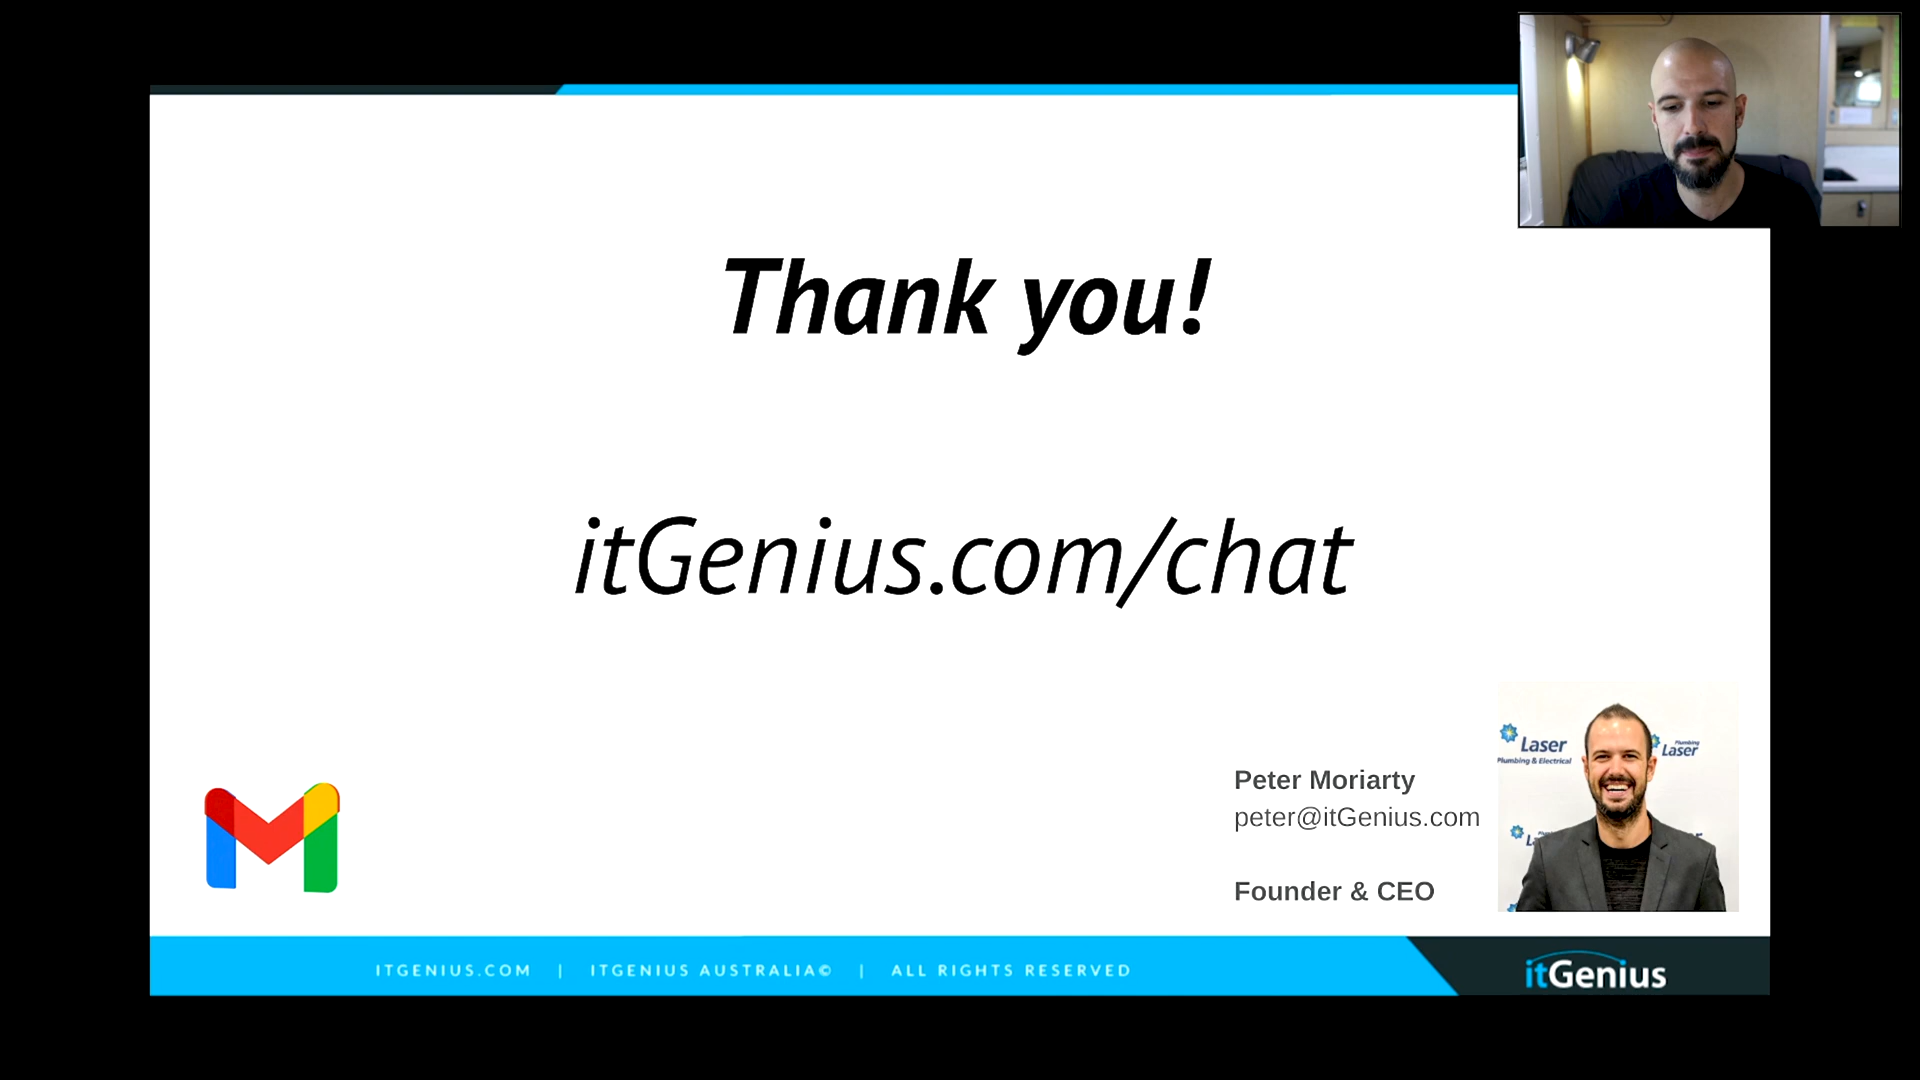 Thank you!
itGenius.com/chat
Laser
Plumbing & Electrical
Plumbing
Laser
Peter Moriarty
peter@itGenius.com
Founder & CEO
ITGENIUS.COM | ITGENIUS AUSTRALIA© | ALL RIGHTS RESERVED
itGenius